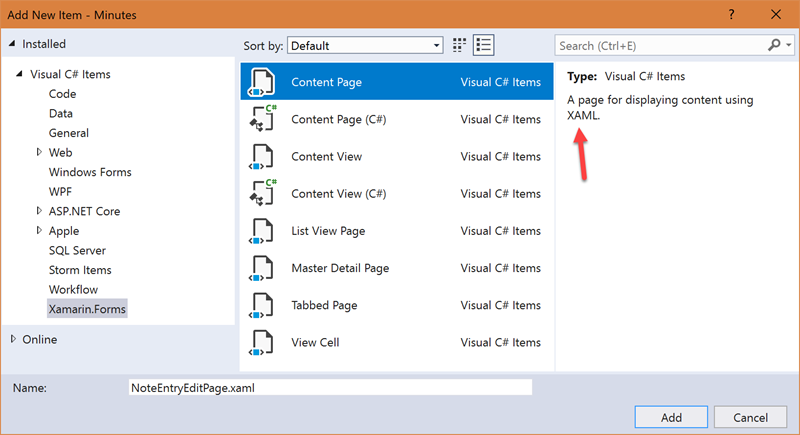 Add New Item - Minutes
?
Installed
Sort by: Default
Search (Ctrl+E)
Visual C# Items
Code
Data
General
Web
Windows Forms
WPF
ASP.NET Core
Apple
SQL Server
Storm Items
Workflow
Xamarin.Forms
Online
Content Page Visual C# Items
C# Content Page (C#) Visual C# Items
Content View Visual C# Items
C# Content View (C#) Visual C# Items
List View Page Visual C# Items
Master Detail Page Visual C# Items
Tabbed Page Visual C# Items
View Cell Visual C# Items
Type: Visual C# Items
A page for displaying content using
XAML.
Name: NoteEntryEditPage.xaml
Add Cancel